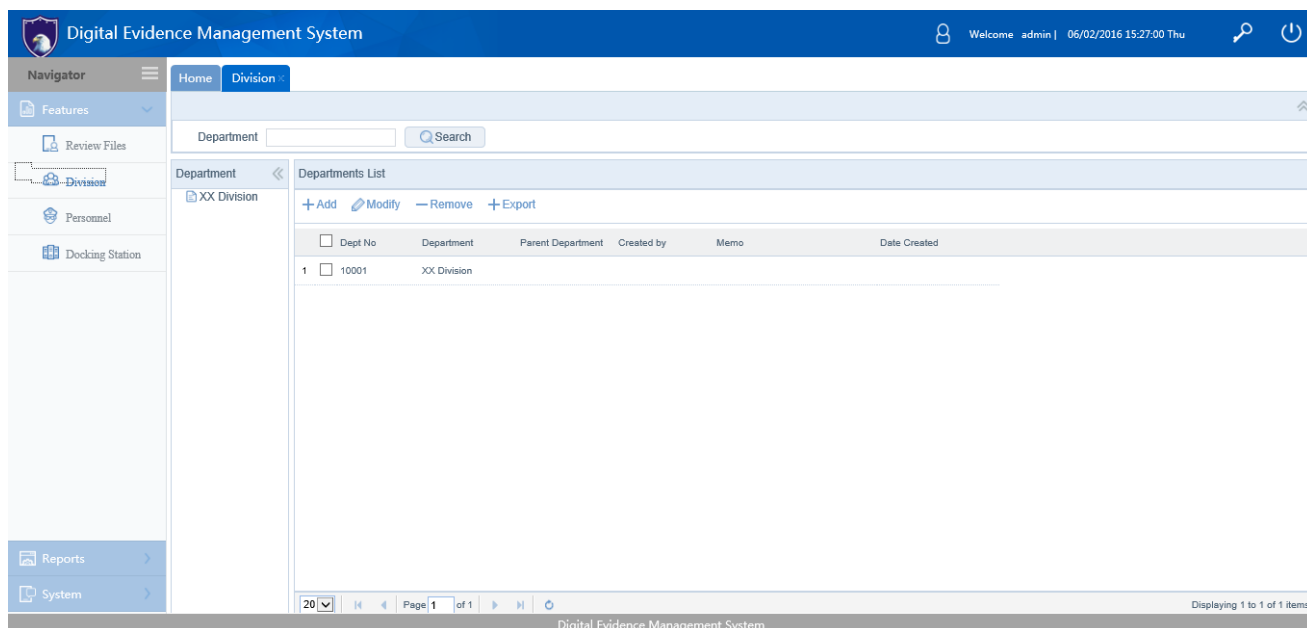 Digital Evidence Management System
Welcome admin | 06/02/2016 15:27:00 Thu
Navigator
Home Division ×
Features
Review Files
Division
Personnel
Docking Station
Reports
System
Department Search
Department
XX Division
Departments List
Add Modify Remove Export
Dept No Department Parent Department Created by Memo Date Created
1 10001 XX Division
20 Page 1 of 1 Displaying 1 to 1 of 1 items
Digital Evidence Management System